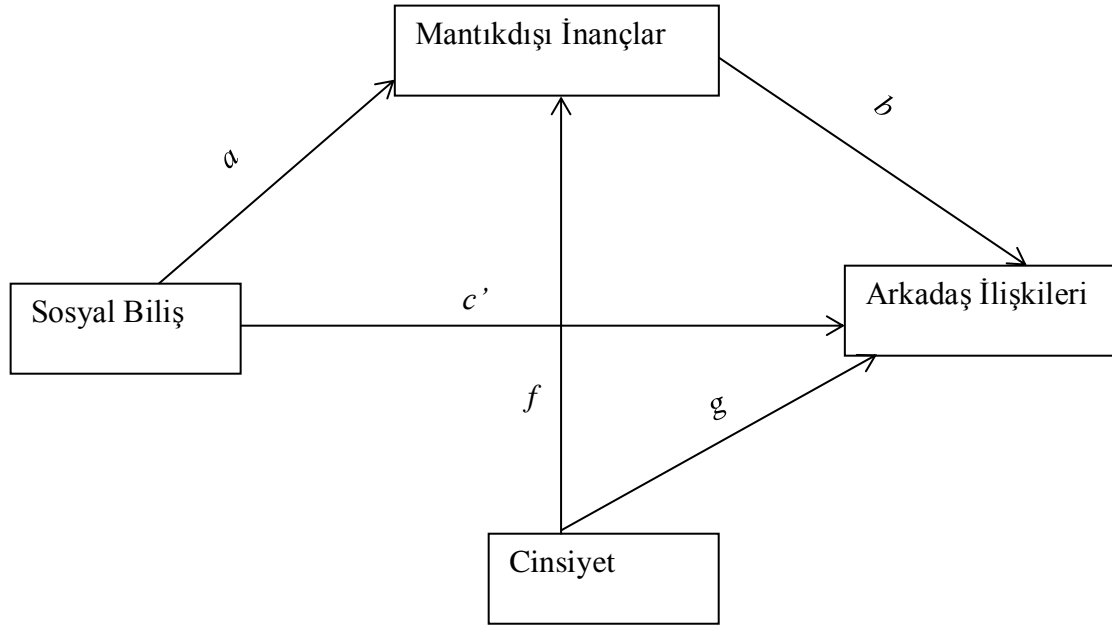 Mantıkdışı İnançlar
a
b
Sosyal Biliş
c’
Arkadaş İlişkileri
f
g
Cinsiyet